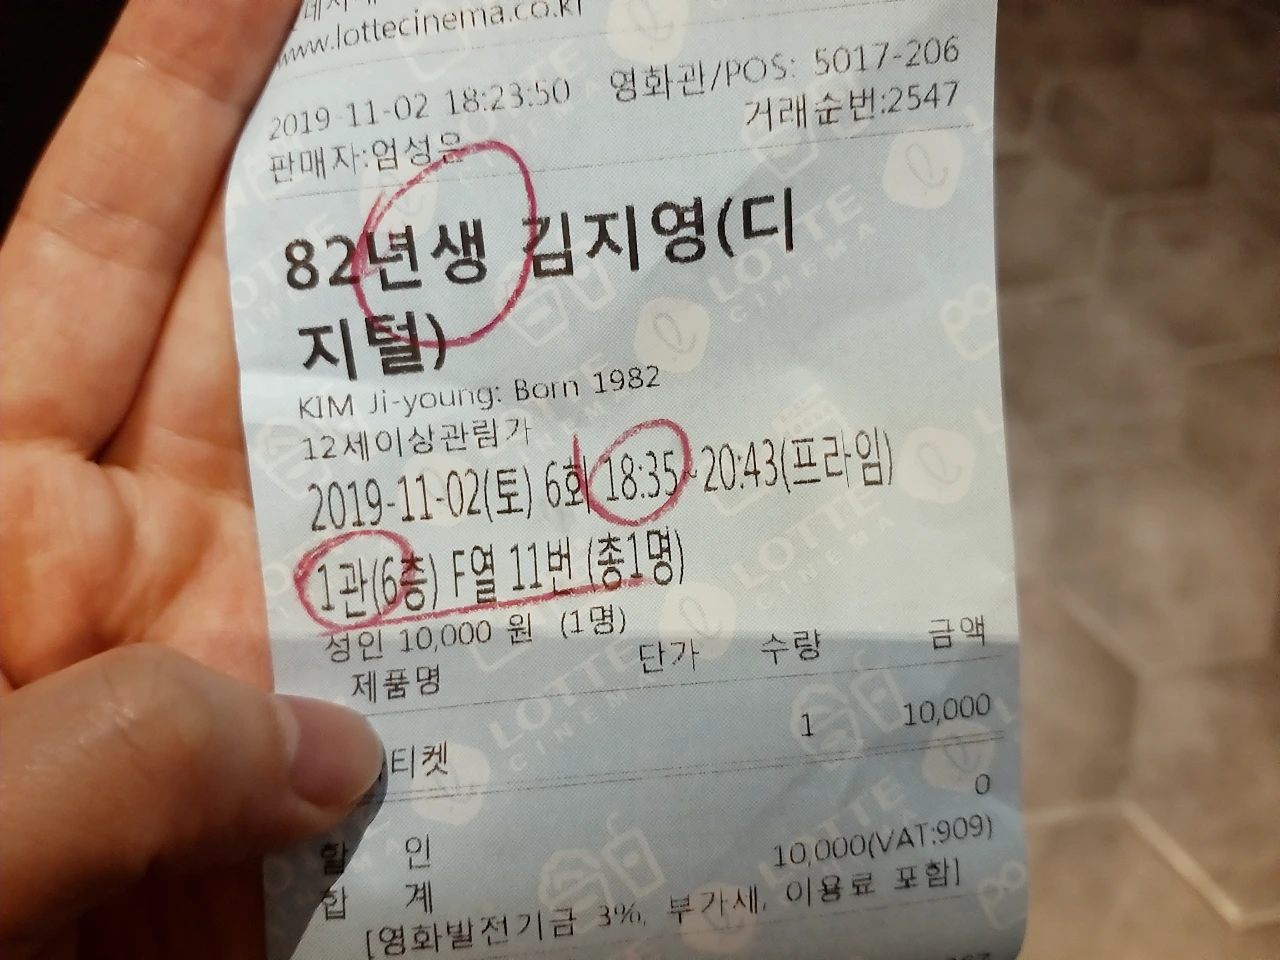 www.lottecinema.co.kr
2019-11-02 18:23:50 영화관/POS: 5017-206
판매자:엄성은 거래순번:2547
82년생 김지영(디
지털)
KIM Ji-young: Born 1982
12세이상관람가
2019-11-02(토) 6회 18:35~20:43(프라임)
1관(6층) F열 11번 (총1명)
성인 10,000 원 (1명)
제품명 단가 수량 금액
티켓 1 10,000
할 인 0
합 계 10,000(VAT:909)
[영화발전기금 3%, 부가세, 이용료 포함]